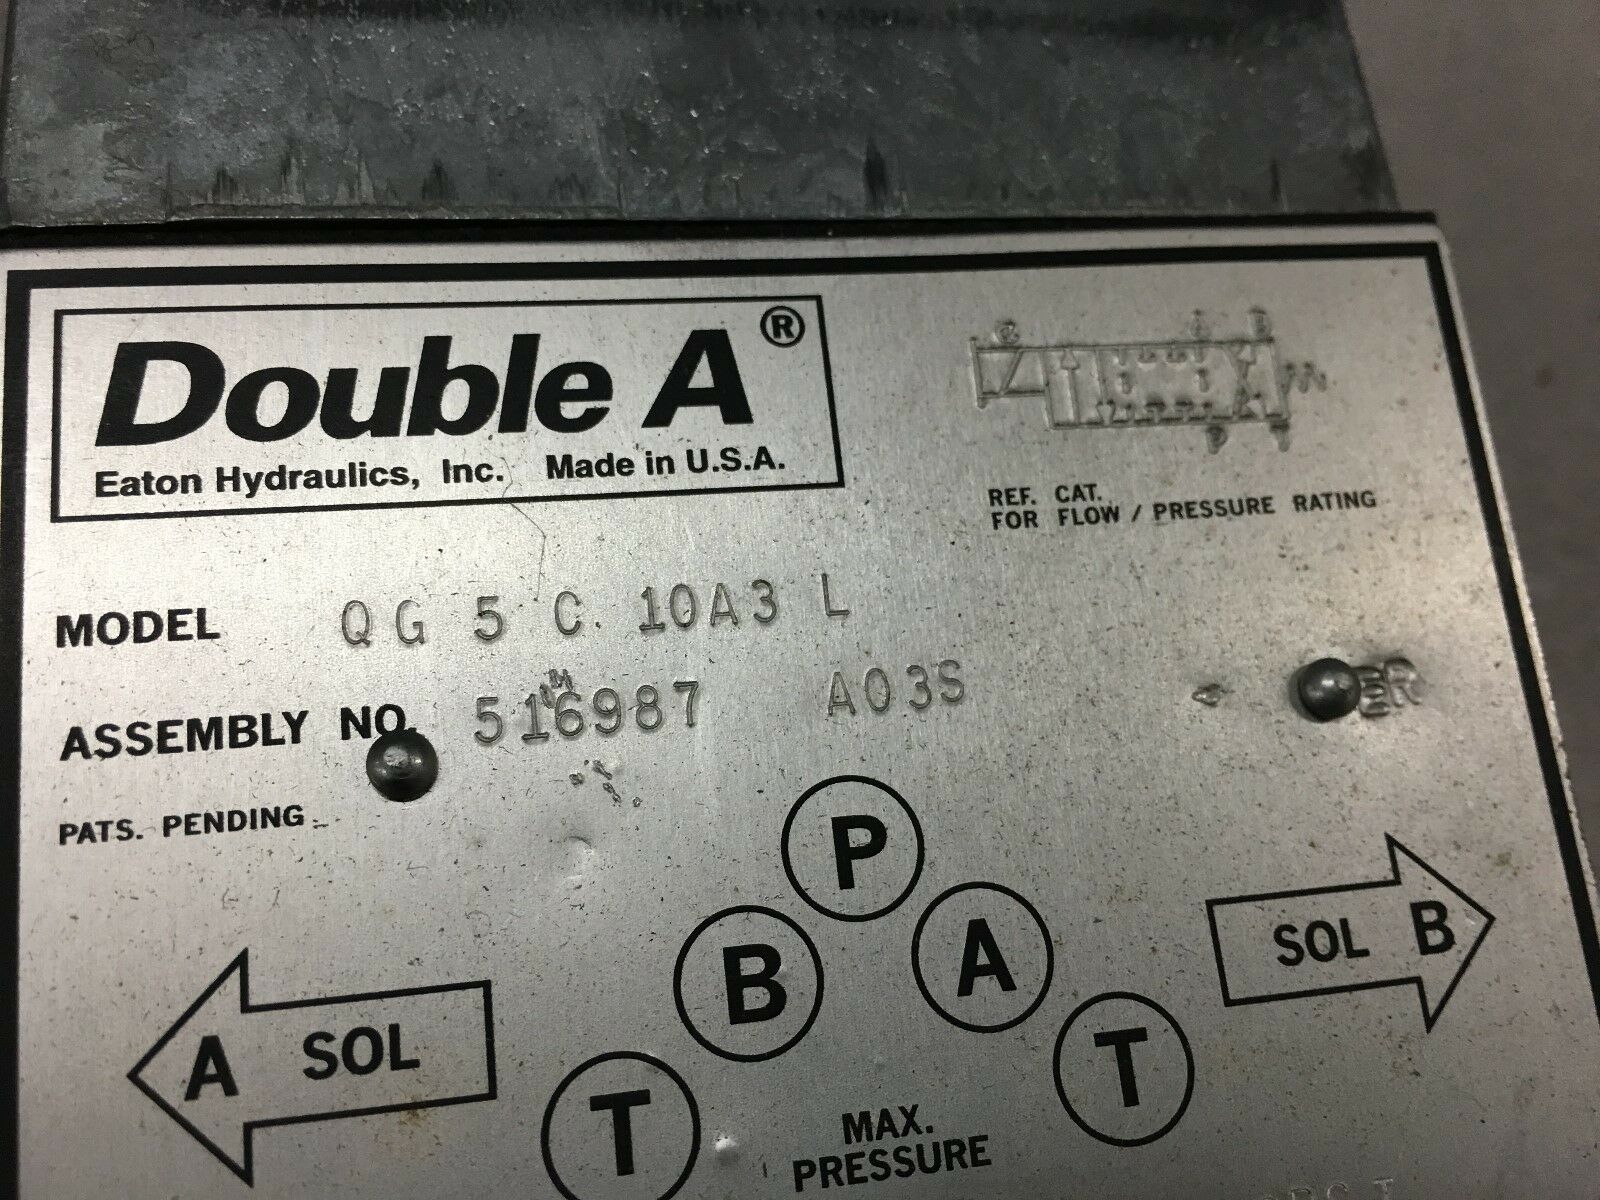 Double A®
Eaton Hydraulics, Inc. Made in U.S.A.
REF. CAT.
FOR FLOW / PRESSURE RATING
MODEL QG 5 C 10A3 L
ASSEMBLY NO. 516987 A03S
PATS. PENDING
P
B A
SOL B
A SOL
T T
MAX.
PRESSURE